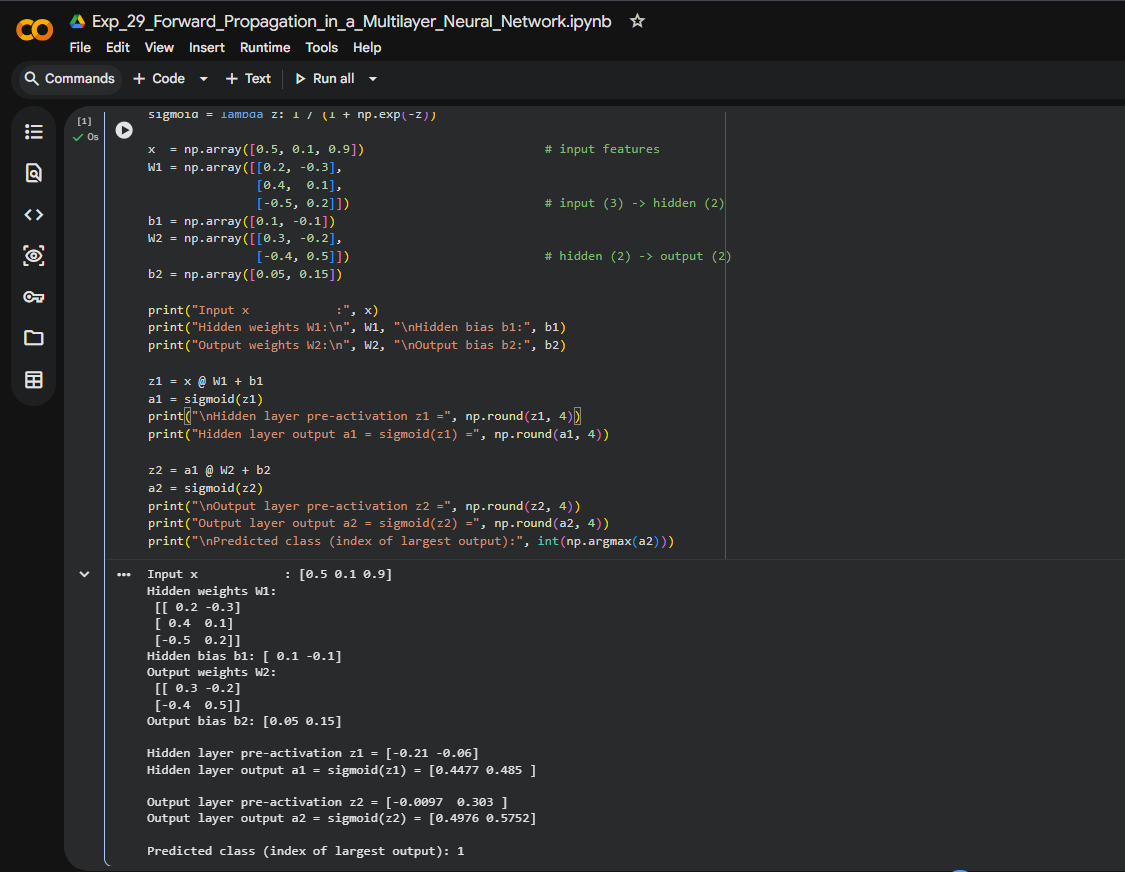 CO Exp_29_Forward_Propagation_in_a_Multilayer_Neural_Network.ipynb ☆
File Edit View Insert Runtime Tools Help
Commands + Code + Text Run all
[1]
0s
sigmoid = lambda z: 1 / (1 + np.exp(-z))
x  = np.array([0.5, 0.1, 0.9])                         # input features
W1 = np.array([[0.2, -0.3],
               [0.4,  0.1],
               [-0.5, 0.2]])                           # input (3) -> hidden (2)
b1 = np.array([0.1, -0.1])
W2 = np.array([[0.3, -0.2],
               [-0.4, 0.5]])                           # hidden (2) -> output (2)
b2 = np.array([0.05, 0.15])
print("Input x            :", x)
print("Hidden weights W1:\n", W1, "\nHidden bias b1:", b1)
print("Output weights W2:\n", W2, "\nOutput bias b2:", b2)
z1 = x @ W1 + b1
a1 = sigmoid(z1)
print("\nHidden layer pre-activation z1 =", np.round(z1, 4))
print("Hidden layer output a1 = sigmoid(z1) =", np.round(a1, 4))
z2 = a1 @ W2 + b2
a2 = sigmoid(z2)
print("\nOutput layer pre-activation z2 =", np.round(z2, 4))
print("Output layer output a2 = sigmoid(z2) =", np.round(a2, 4))
print("\nPredicted class (index of largest output):", int(np.argmax(a2)))
Input x            : [0.5 0.1 0.9]
Hidden weights W1:
 [[ 0.2 -0.3]
 [ 0.4  0.1]
 [-0.5  0.2]]
Hidden bias b1: [ 0.1 -0.1]
Output weights W2:
 [[ 0.3 -0.2]
 [-0.4  0.5]]
Output bias b2: [0.05 0.15]
Hidden layer pre-activation z1 = [-0.21 -0.06]
Hidden layer output a1 = sigmoid(z1) = [0.4477 0.485 ]
Output layer pre-activation z2 = [-0.0097  0.303 ]
Output layer output a2 = sigmoid(z2) = [0.4976 0.5752]
Predicted class (index of largest output): 1